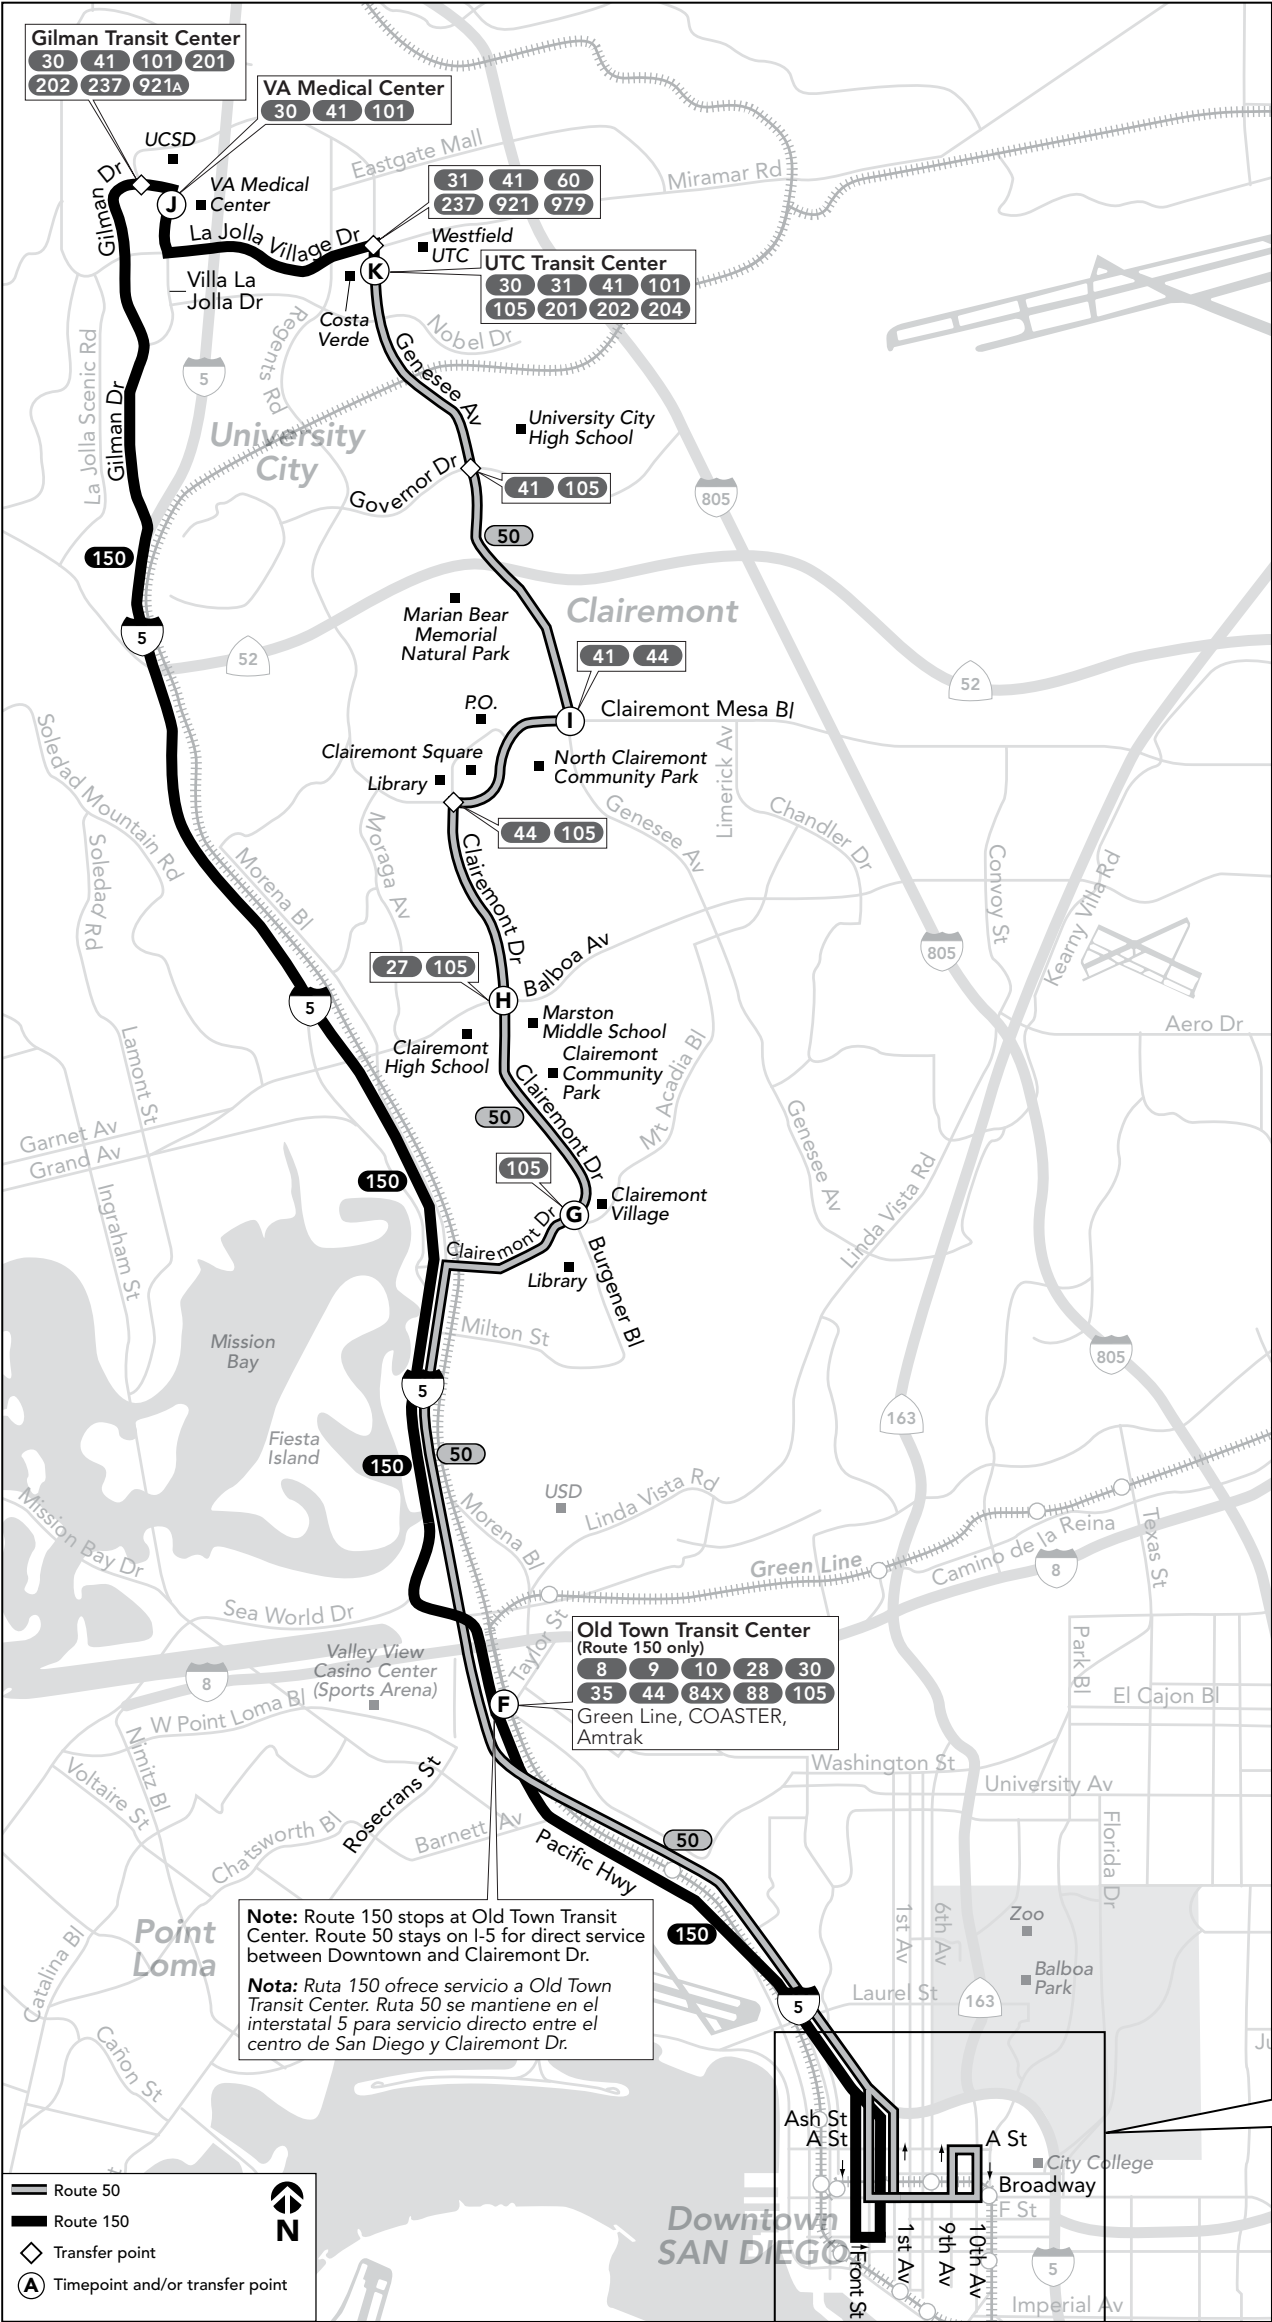 Gilman Transit Center
30 41 101 201
202 237 921A
VA Medical Center
30 41 101
UCSD
Gilman Dr
J
VA Medical
Center
Eastgate Mall
Miramar Rd
31 41 60
237 921 979
Gilman Dr
La Jolla Village Dr
Westfield
UTC
K
UTC Transit Center
30 31 41 101
105 201 202 204
Villa La
Jolla Dr
Costa
Verde
Regents Rd
Nobel Dr
La Jolla Scenic Rd
5
Genesee Av
Gilman Dr
University
City
University City
High School
Governor Dr
41 105
805
50
150
Marian Bear
Memorial
Natural Park
Clairemont
5
52
41 44
52
P.O.
I
Clairemont Mesa Bl
Soledad Mountain Rd
Clairemont Square
Library
North Clairemont
Community Park
Limerick Av
44 105
Genesee Av
Chandler Dr
Soledad Rd
Morena Bl
Moraga Av
Clairemont Dr
Convoy St
Kearny Villa Rd
27 105
Balboa Av
805
H
5
Marston
Middle School
Clairemont
High School
Clairemont
Community
Park
Aero Dr
Lamont St
Clairemont Dr
Mt Acadia Bl
50
Garnet Av
Grand Av
Genesee Av
105
150
Ingraham St
Clairemont
Village
G
Linda Vista Rd
Clairemont Dr
Library
Burgener Bl
Milton St
Mission
Bay
805
5
163
Fiesta
Island
50
150
USD
Linda Vista Rd
Morena Bl
Mission Bay Dr
Texas St
Green Line
Camino de la Reina
8
Sea World Dr
Taylor St
Old Town Transit Center
(Route 150 only)
8 9 10 28 30
35 44 84X 88 105
Green Line, COASTER,
Amtrak
Valley View
Casino Center
(Sports Arena)
8
F
W Point Loma Bl
Park Bl
El Cajon Bl
Nimitz Bl
Voltaire St
Washington St
University Av
Chatsworth Bl
Rosecrans St
Barnett Av
50
Pacific Hwy
Florida Dr
Note: Route 150 stops at Old Town Transit
Center. Route 50 stays on I-5 for direct service
between Downtown and Clairemont Dr.
Nota: Ruta 150 ofrece servicio a Old Town
Transit Center. Ruta 50 se mantiene en el
interstatal 5 para servicio directo entre el
centro de San Diego y Clairemont Dr.
Point
Loma
Catalina Bl
Cañon St
150
1st Av
6th Av
Zoo
Balboa
Park
Laurel St
5
163
Ju
Ash St
A St
A St
City College
Broadway
F St
Downtown
SAN DIEGO
Front St
1st Av
9th Av
10th Av
5
Imperial Av
Route 50
Route 150
Transfer point
A Timepoint and/or transfer point
N